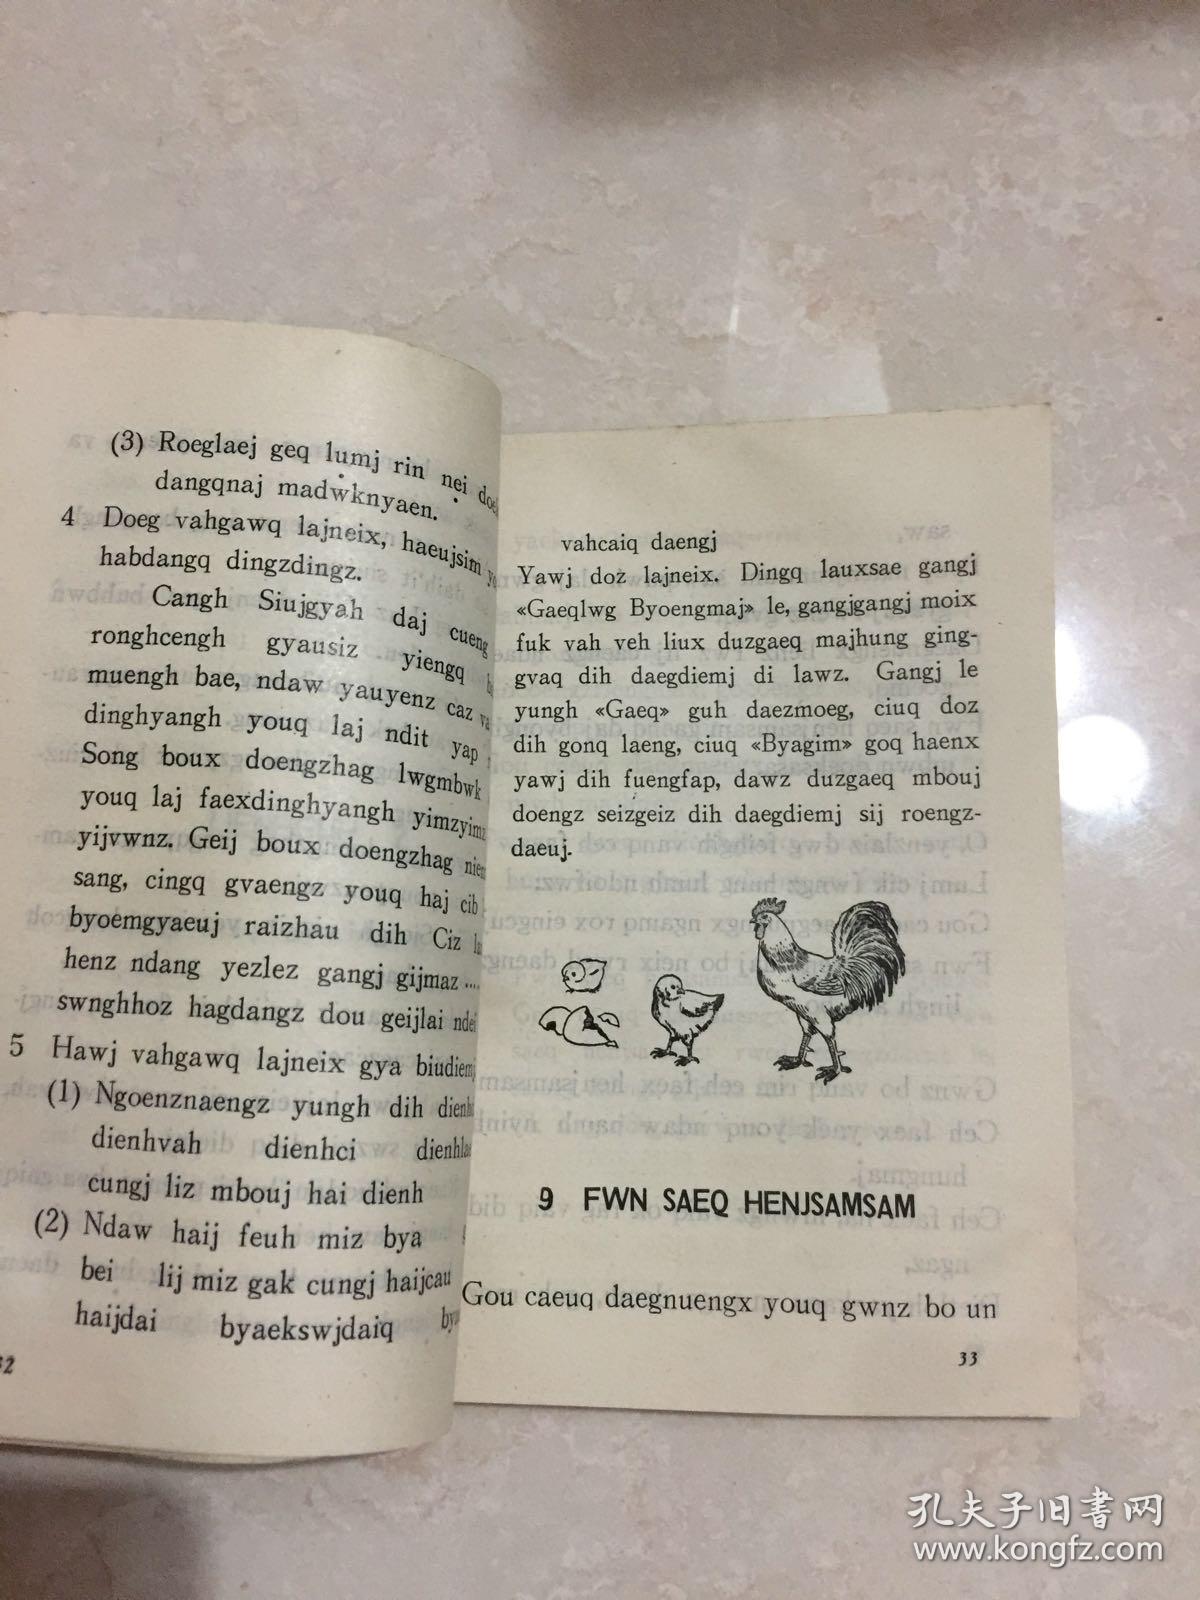 (3) Roeglaej geq lumj rin nei
dangqnaj madwknyaen.
4 Doeg vahgawq lajneix, haeujsim
habdangq dingzdingz.
Cangh Siujgyah daj cueng
ronghcengh gyausiz yiengq
muengh bae, ndaw yauyenz caz
dinghyangh youq laj ndit yap
Song boux doengzhag lwgmbwk
youq laj faexdinghyangh yimzyimz
yijvwnz. Geij boux doengzhag
sang, cingq gvaengz youq haj cib
byoemgyaeuj raizhau dih Ciz
henz ndang yezlez gangj gijmaz....
swnghhoz hagdangz dou geijlai
5 Hawj vahgawq lajneix gya biudiemj
(1) Ngoenznaengz yungh dih
dienhvah dienhci
cungj liz mbouj hai dienh
(2) Ndaw haij feuh miz bya
bei lij miz gak cungj haijcau
haijdai byaekswjdaiq
32
vahcaiq daengj
Yawj doz lajneix. Dingq lauxsae gangj
«Gaeqlwg Byoengmaj» le, gangjgangj moix
fuk vah veh liux duzgaeq majhung ging-
gvaq dih daegdiemj di lawz. Gangj le
yungh «Gaeq» guh daezmoeg, ciuq doz
dih gonq laeng, ciuq «Byagim» goq haenx
yawj dih fuengfap, dawz duzgaeq mbouj
doengz seizgeiz dih daegdiemj sij roengz-
daeuj.
9 FWN SAEQ HENJSAMSAM
Gou caeuq daegnuengx youq gwnz bo un
33
孔夫子旧书网
www.kongfz.com